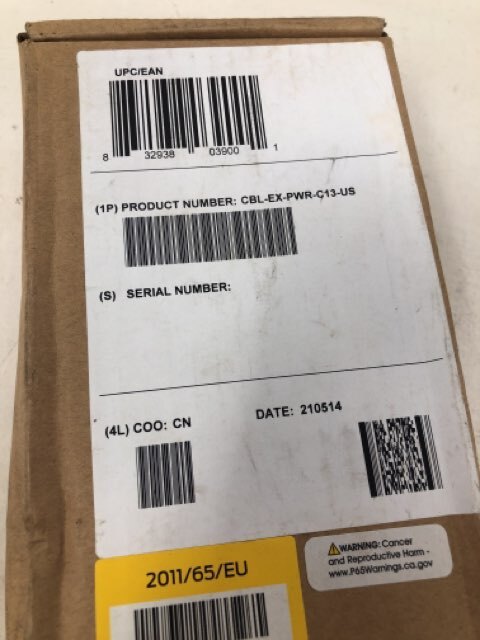 UPC/EAN
8 32938 03900 1
(1P) PRODUCT NUMBER: CBL-EX-PWR-C13-US
(S) SERIAL NUMBER:
(4L) COO: CN
DATE: 210514
WARNING: Cancer
and Reproductive Harm -
www.P65Warnings.ca.gov
2011/65/EU